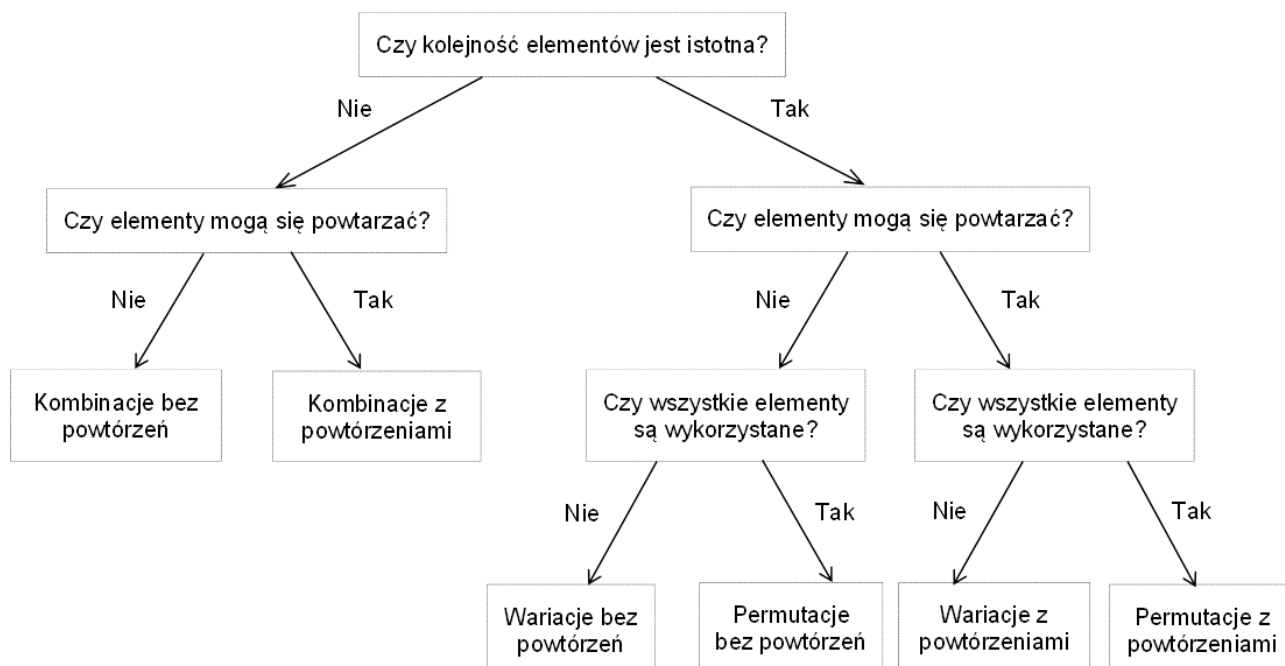 Czy kolejność elementów jest istotna?
Nie
Tak
Czy elementy mogą się powtarzać?
Czy elementy mogą się powtarzać?
Nie
Tak
Nie
Tak
Kombinacje bez
powtórzeń
Kombinacje z
powtórzeniami
Czy wszystkie elementy
są wykorzystane?
Czy wszystkie elementy
są wykorzystane?
Nie
Tak
Nie
Tak
Wariacje bez
powtórzeń
Permutacje
bez powtórzeń
Wariacje z
powtórzeniami
Permutacje z
powtórzeniami